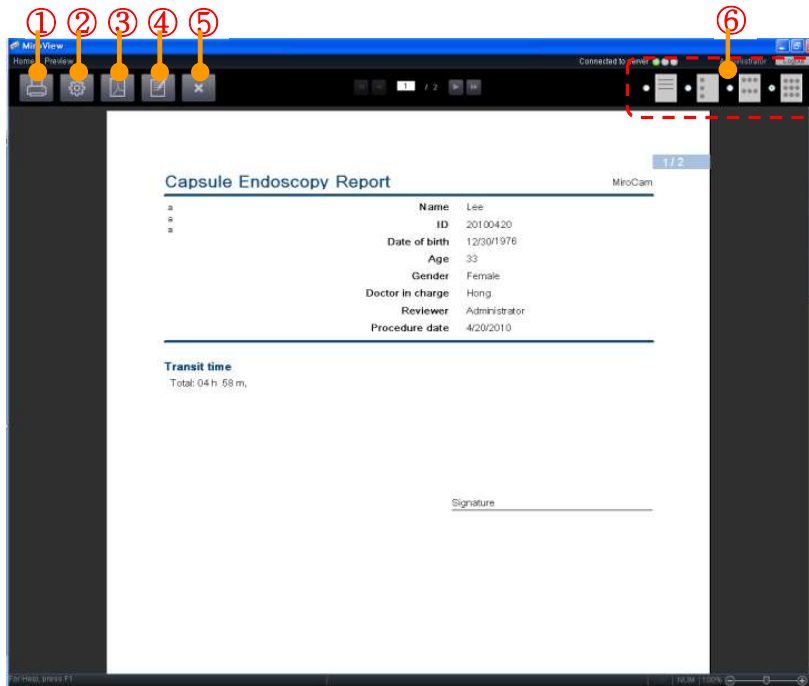 ① ② ③ ④ ⑤ ⑥
MiroView
Home Preview Connected to server Administrator Logout
1 / 2
1 / 2
Capsule Endoscopy Report MiroCam
a Name Lee
a ID 20100420
a Date of birth 12/30/1976
Age 33
Gender Female
Doctor in charge Hong
Reviewer Administrator
Procedure date 4/20/2010
Transit time
Total: 04 h 58 m,
Signature
For Help, press F1 NUM 100%